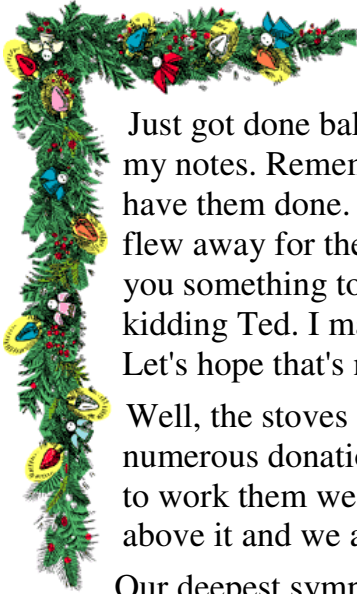 Just got done bal
my notes. Remem
have them done.
flew away for the
you something to
kidding Ted. I ma
Let's hope that's
Well, the stoves
numerous donatio
to work them we
above it and we a
Our deepest symp